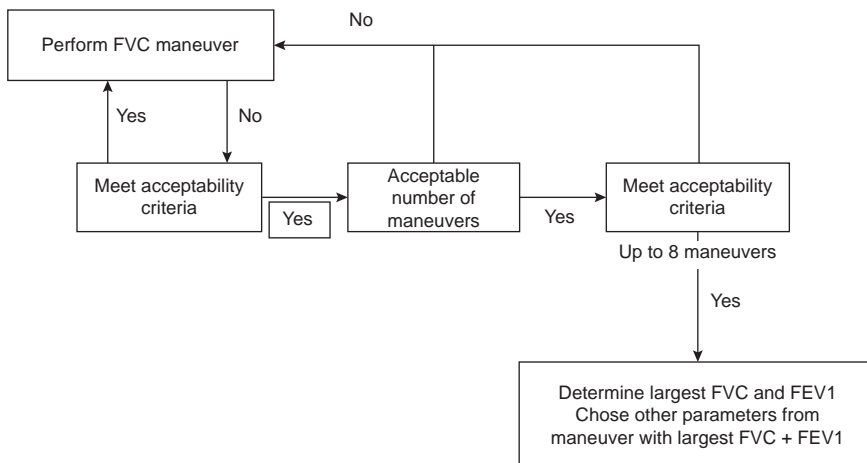 No
Perform FVC maneuver
Yes
No
Meet acceptability
criteria
Yes
Acceptable
number of
maneuvers
Yes
Meet acceptability
criteria
Up to 8 maneuvers
Yes
Determine largest FVC and FEV1
Chose other parameters from
maneuver with largest FVC + FEV1